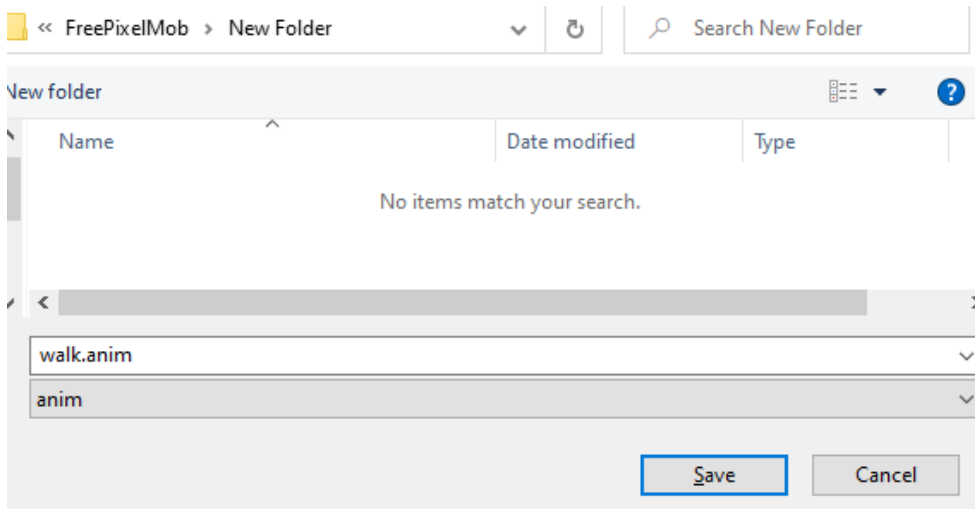 « FreePixelMob > New Folder
Search New Folder
New folder
Name
Date modified
Type
No items match your search.
walk.anim
anim
Save
Cancel